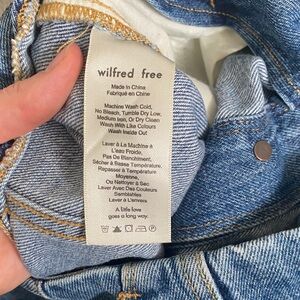 wilfred free
Made in China
Fabriqué en Chine
Machine Wash Cold,
No Bleach, Tumble Dry Low,
Medium Iron, Or Dry Clean
Wash With Like Colours
Wash Inside Out
Laver À La Machine À
L'eau Froide,
Pas De Blanchiment,
Sécher À Basse Température
Repasser À Température
Moyenne,
Ou Nettoyer À Sec
Laver Avec Des Couleurs
Semblables
Laver À L'envers
A little love
goes a long way.